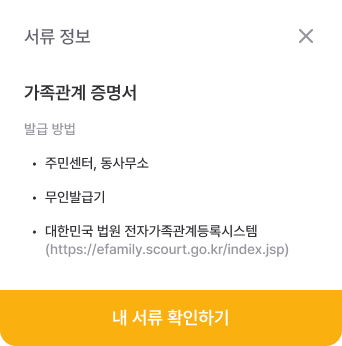 서류 정보
가족관계 증명서
발급 방법
• 주민센터, 동사무소
• 무인발급기
• 대한민국 법원 전자가족관계등록시스템
(https://efamily.scourt.go.kr/index.jsp)
내 서류 확인하기